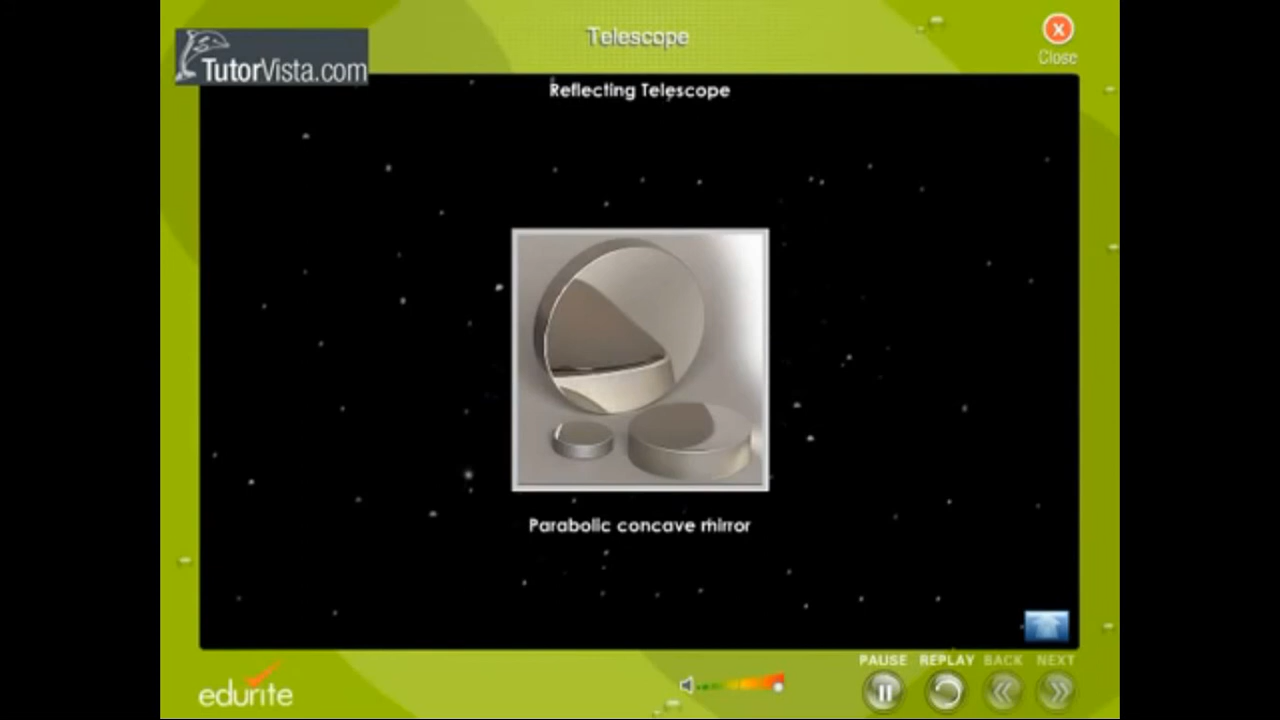 Telescope
Close
TutorVista.com
Reflecting Telescope
Parabolic concave mirror
PAUSE REPLAY BACK NEXT
edurite